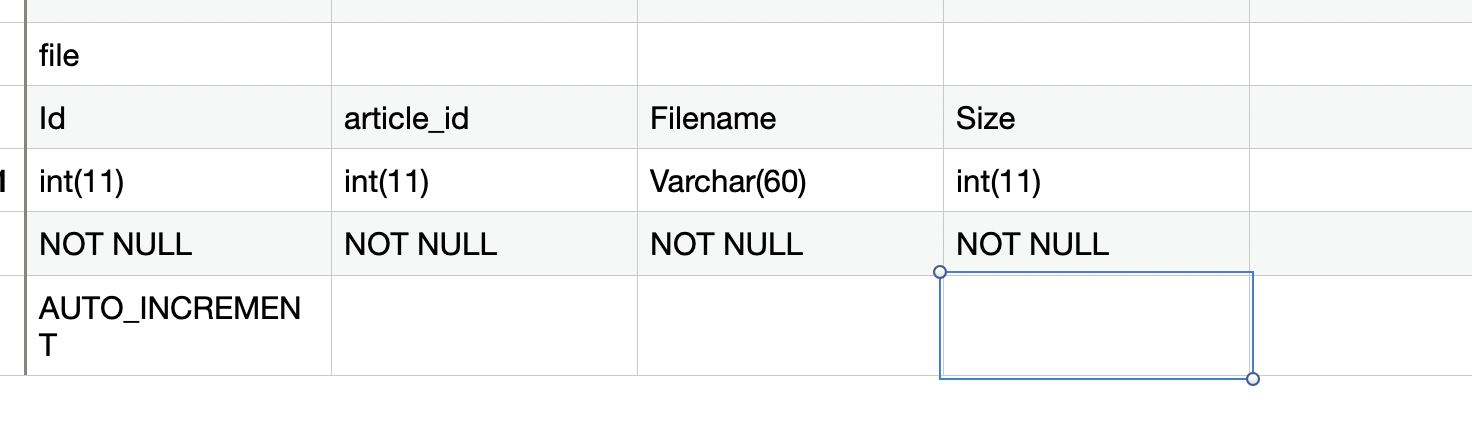 file
Id article_id Filename Size
int(11) int(11) Varchar(60) int(11)
NOT NULL NOT NULL NOT NULL NOT NULL
AUTO_INCREMEN
T